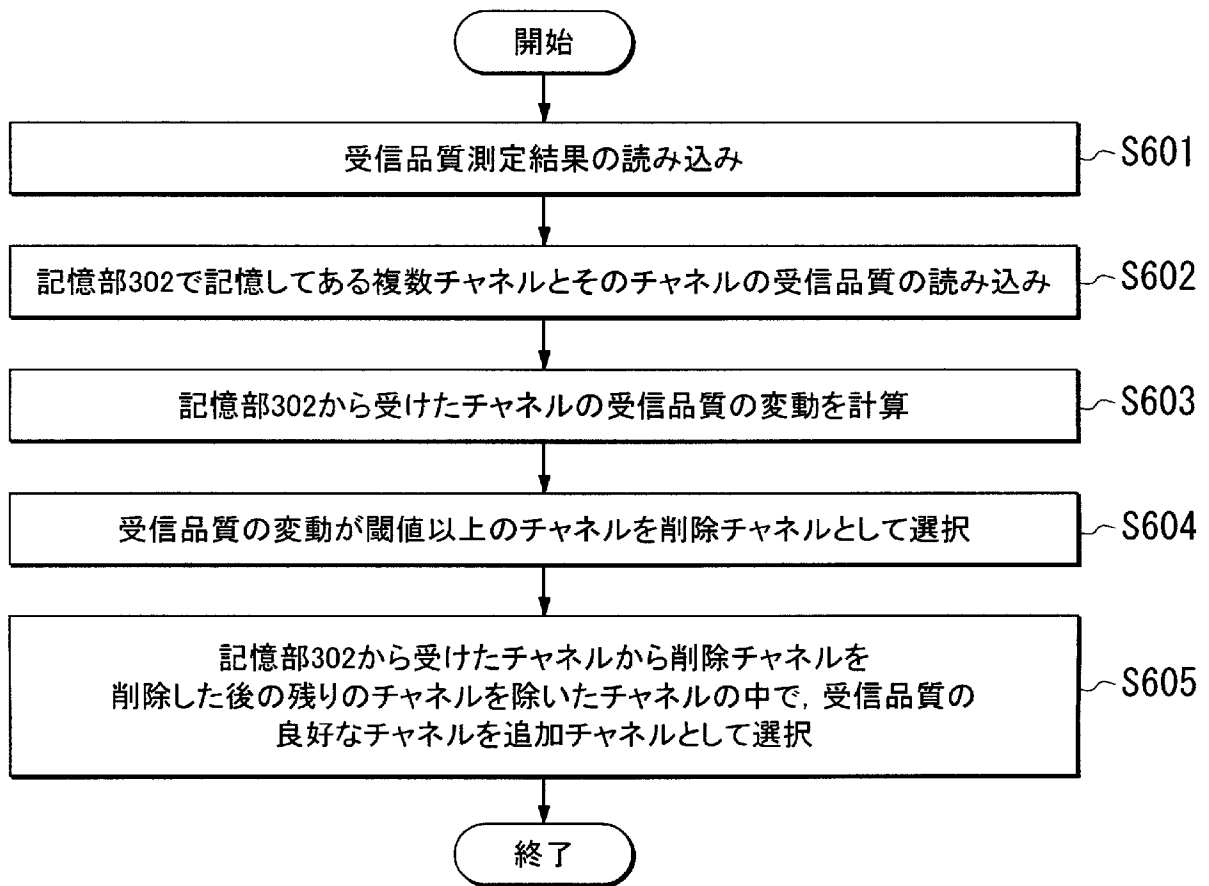 開始
受信品質測定結果の読み込み
S601
記憶部302で記憶してある複数チャネルとそのチャネルの受信品質の読み込み
S602
記憶部302から受けたチャネルの受信品質の変動を計算
S603
受信品質の変動が閾値以上のチャネルを削除チャネルとして選択
S604
記憶部302から受けたチャネルから削除チャネルを
削除した後の残りのチャネルを除いたチャネルの中で，受信品質の
良好なチャネルを追加チャネルとして選択
S605
終了